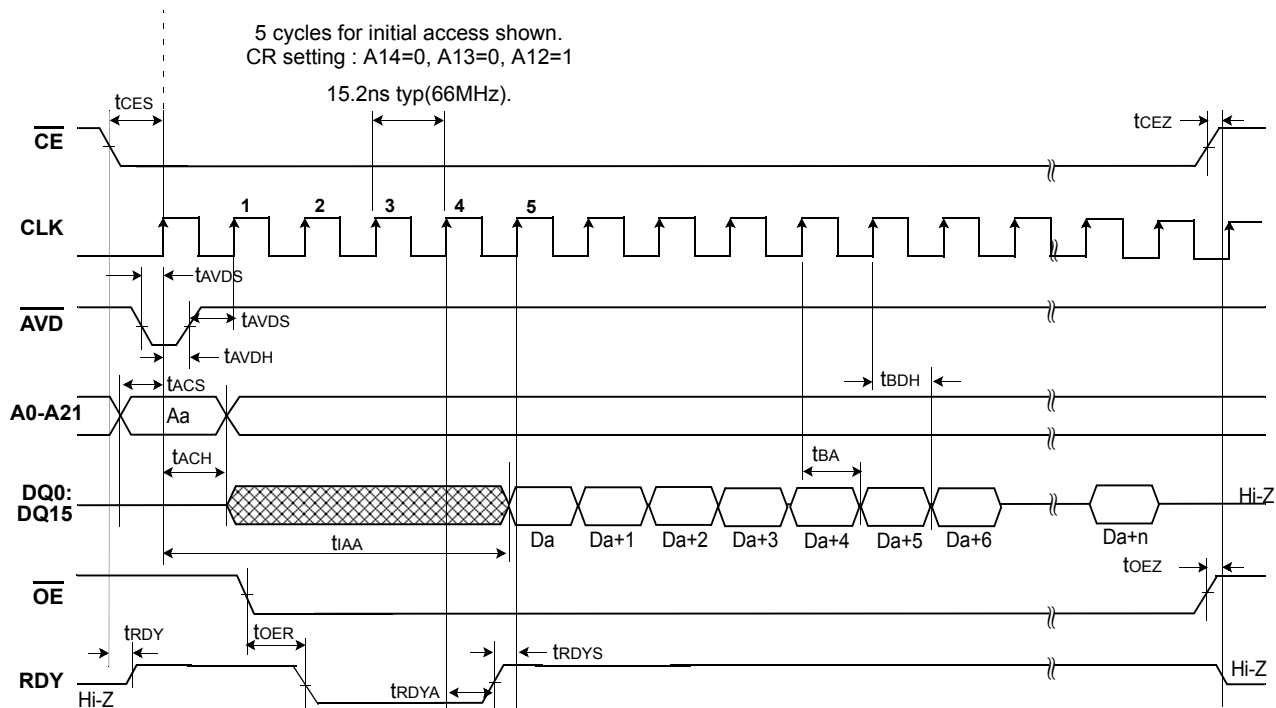 5 cycles for initial access shown.
CR setting : A14=0, A13=0, A12=1
15.2ns typ(66MHz).
tCES
tCEZ
CE
CLK
1 2 3 4 5
tAVDS
AVD
tAVDS
tAVDH
tBDH
tACS
A0-A21
Aa
tACH
tBA
DQ0:
DQ15
Hi-Z
Da Da+1 Da+2 Da+3 Da+4 Da+5 Da+6 Da+n
tIAA
tOEZ
OE
tRDY
tOER
tRDYS
RDY
Hi-Z
tRDYA
Hi-Z